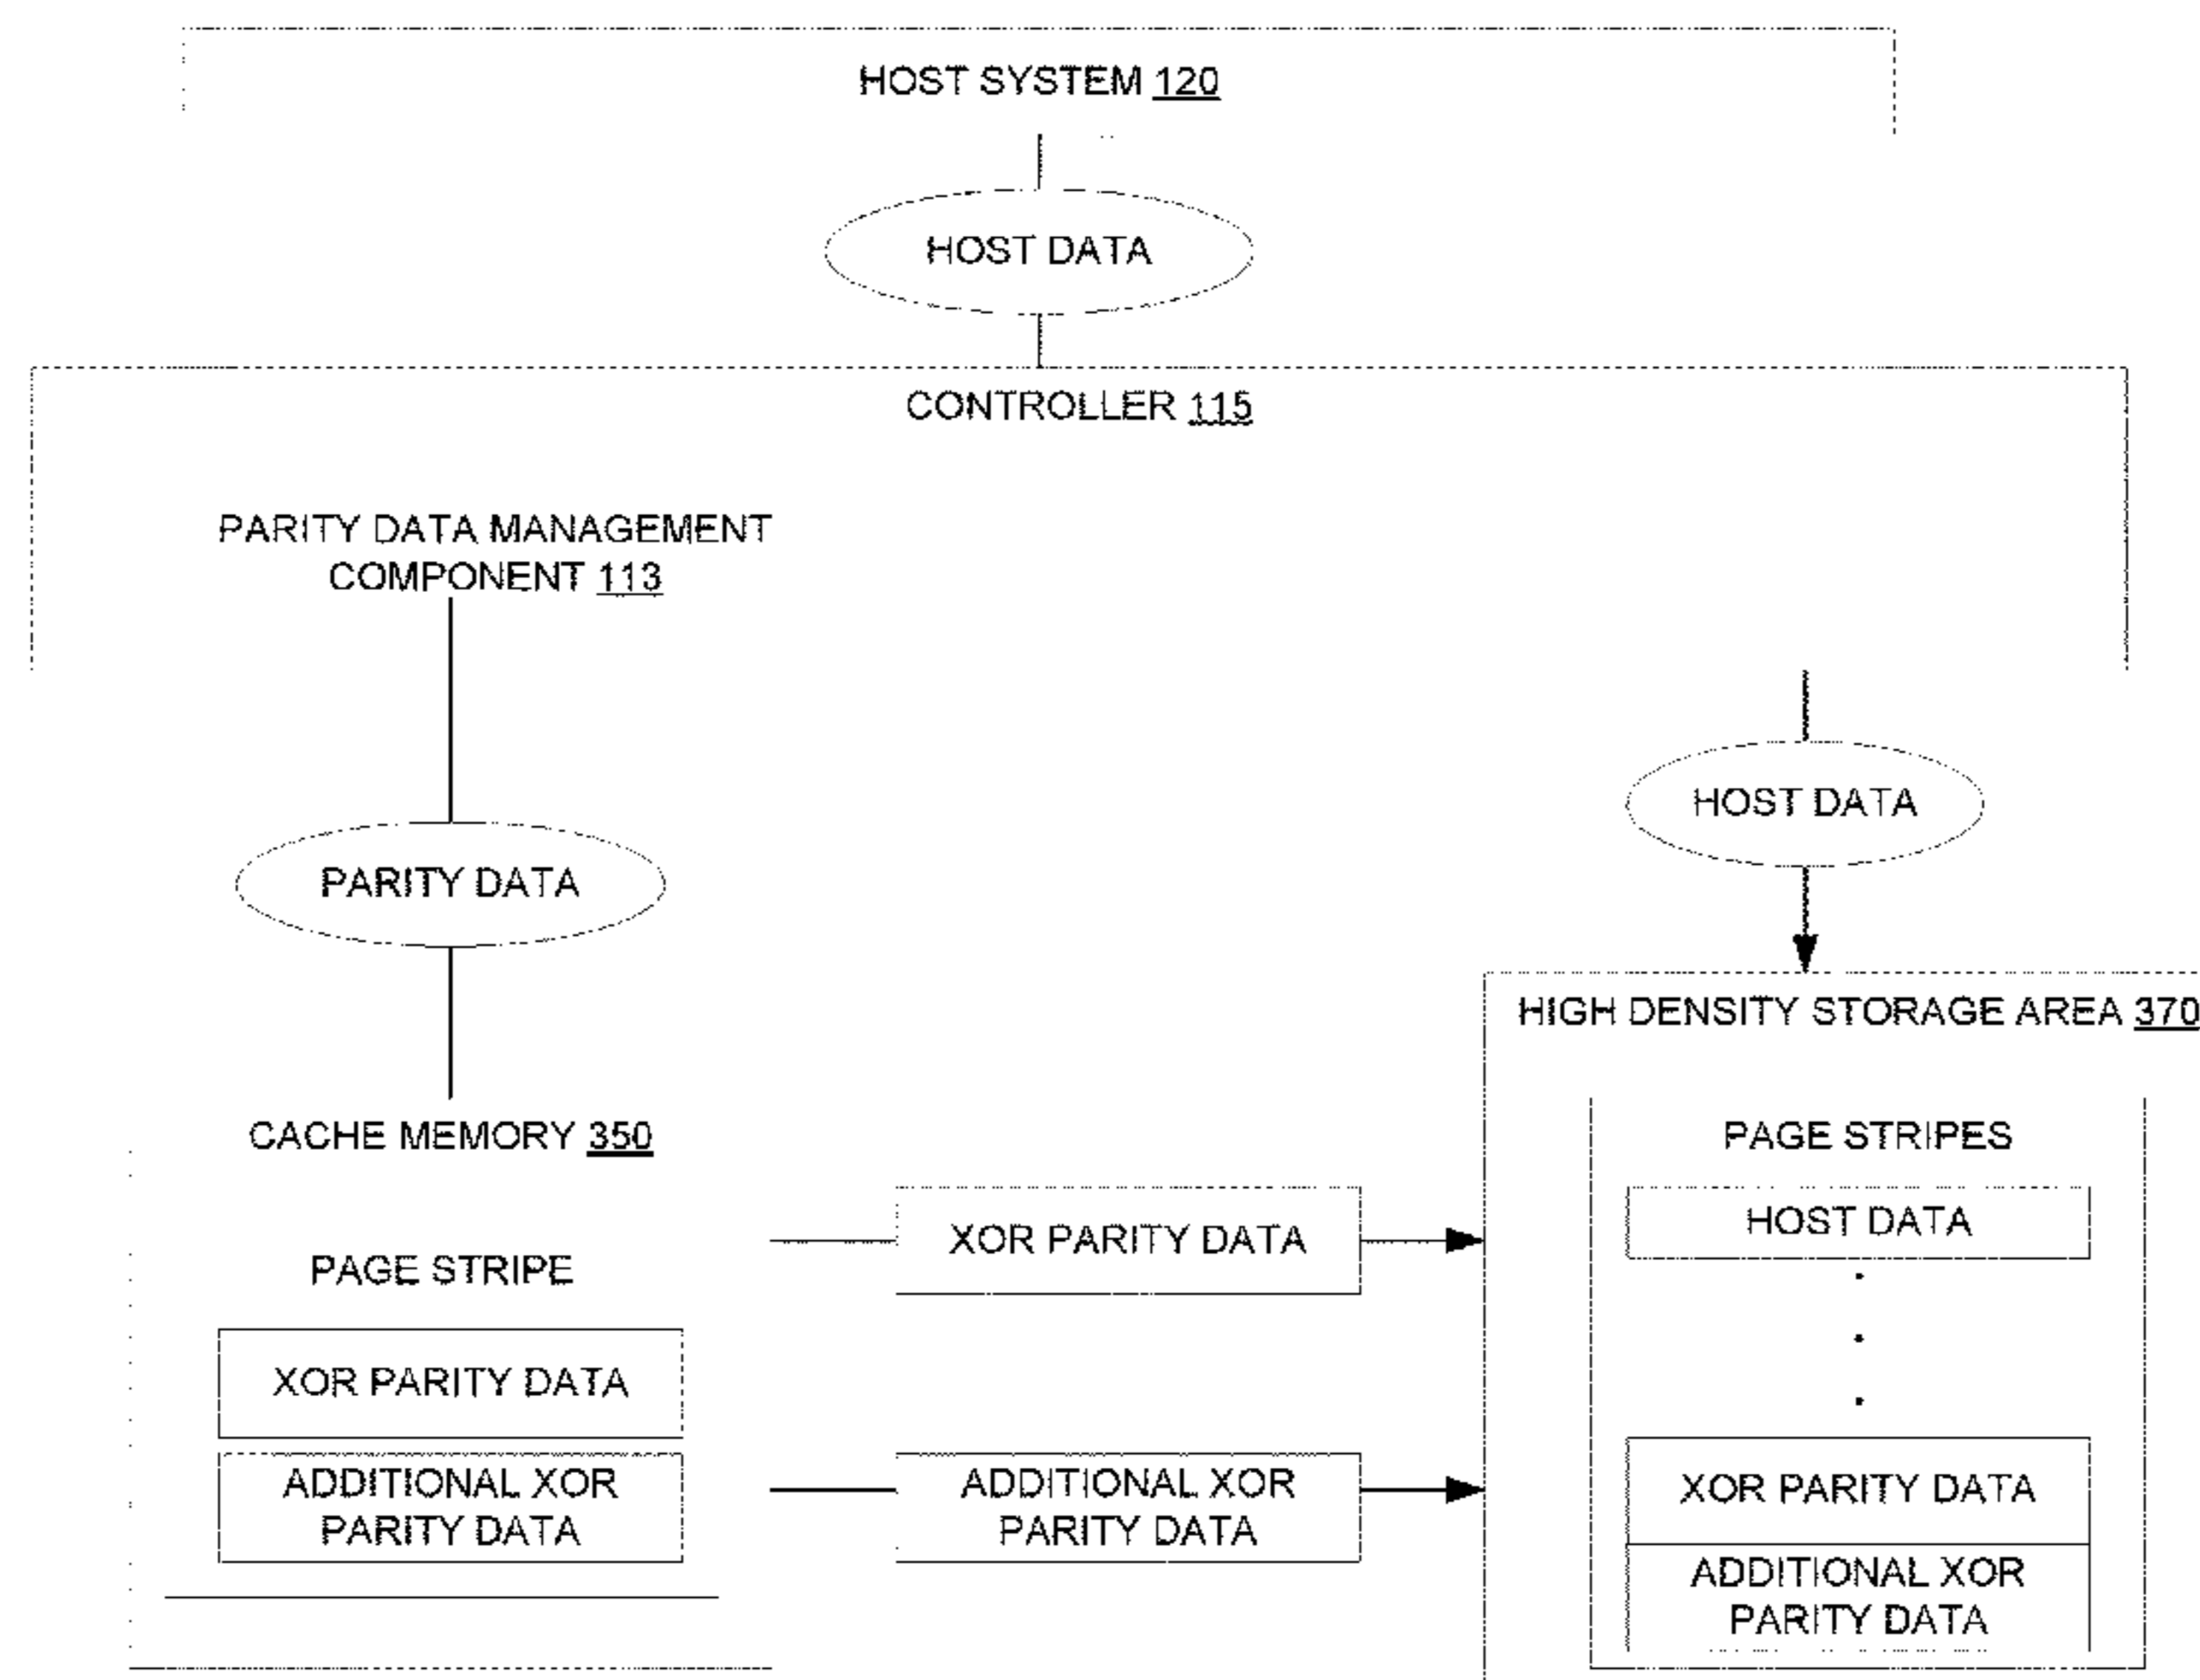 HOST SYSTEM 120
HOST DATA
CONTROLLER 115
PARITY DATA MANAGEMENT
COMPONENT 113
HOST DATA
PARITY DATA
HIGH DENSITY STORAGE AREA 370
CACHE MEMORY 350
PAGE STRIPES
XOR PARITY DATA
HOST DATA
PAGE STRIPE
XOR PARITY DATA
ADDITIONAL XOR
PARITY DATA
ADDITIONAL XOR
PARITY DATA
XOR PARITY DATA
ADDITIONAL XOR
PARITY DATA